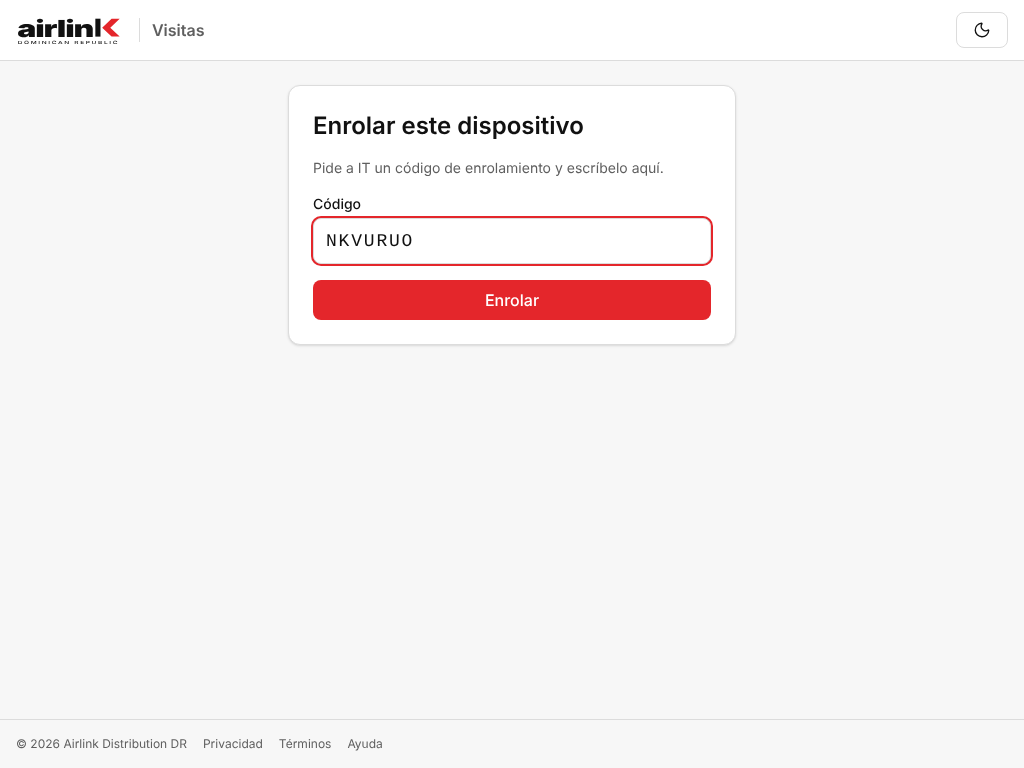 airlink
DOMINICAN REPUBLIC
Visitas
Enrolar este dispositivo
Pide a IT un código de enrolamiento y escríbelo aquí.
Código
NKVURUO
Enrolar
© 2026 Airlink Distribution DR Privacidad Términos Ayuda